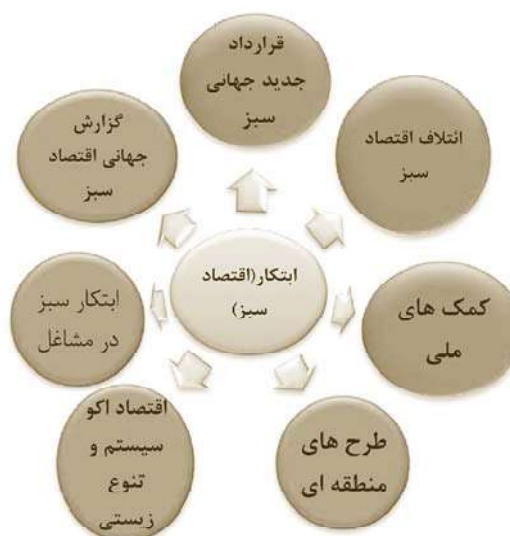 قرارداد
جدید جهانی
سبز
ائتلاف اقتصاد
سبز
کمک های
ملی
طرح های
منطقه ای
اقتصاد اکو
سیستم و
تنوع
زیستی
ابتکار سبز
در مشاغل
گزارش
جهانی اقتصاد
سبز
ابتکار(اقتصاد
سبز)